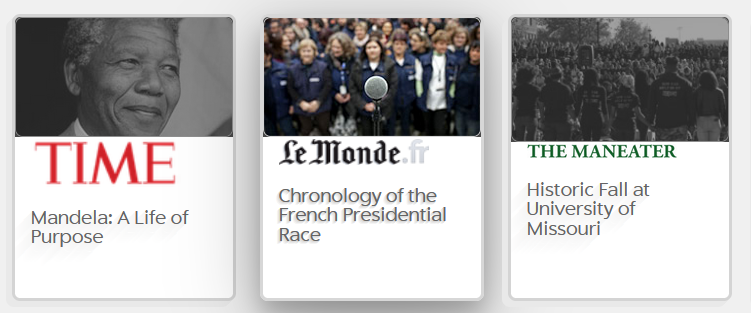 TIME
Mandela: A Life of
Purpose
Le Monde.fr
Chronology of the
French Presidential
Race
THE MANEATER
Historic Fall at
University of
Missouri